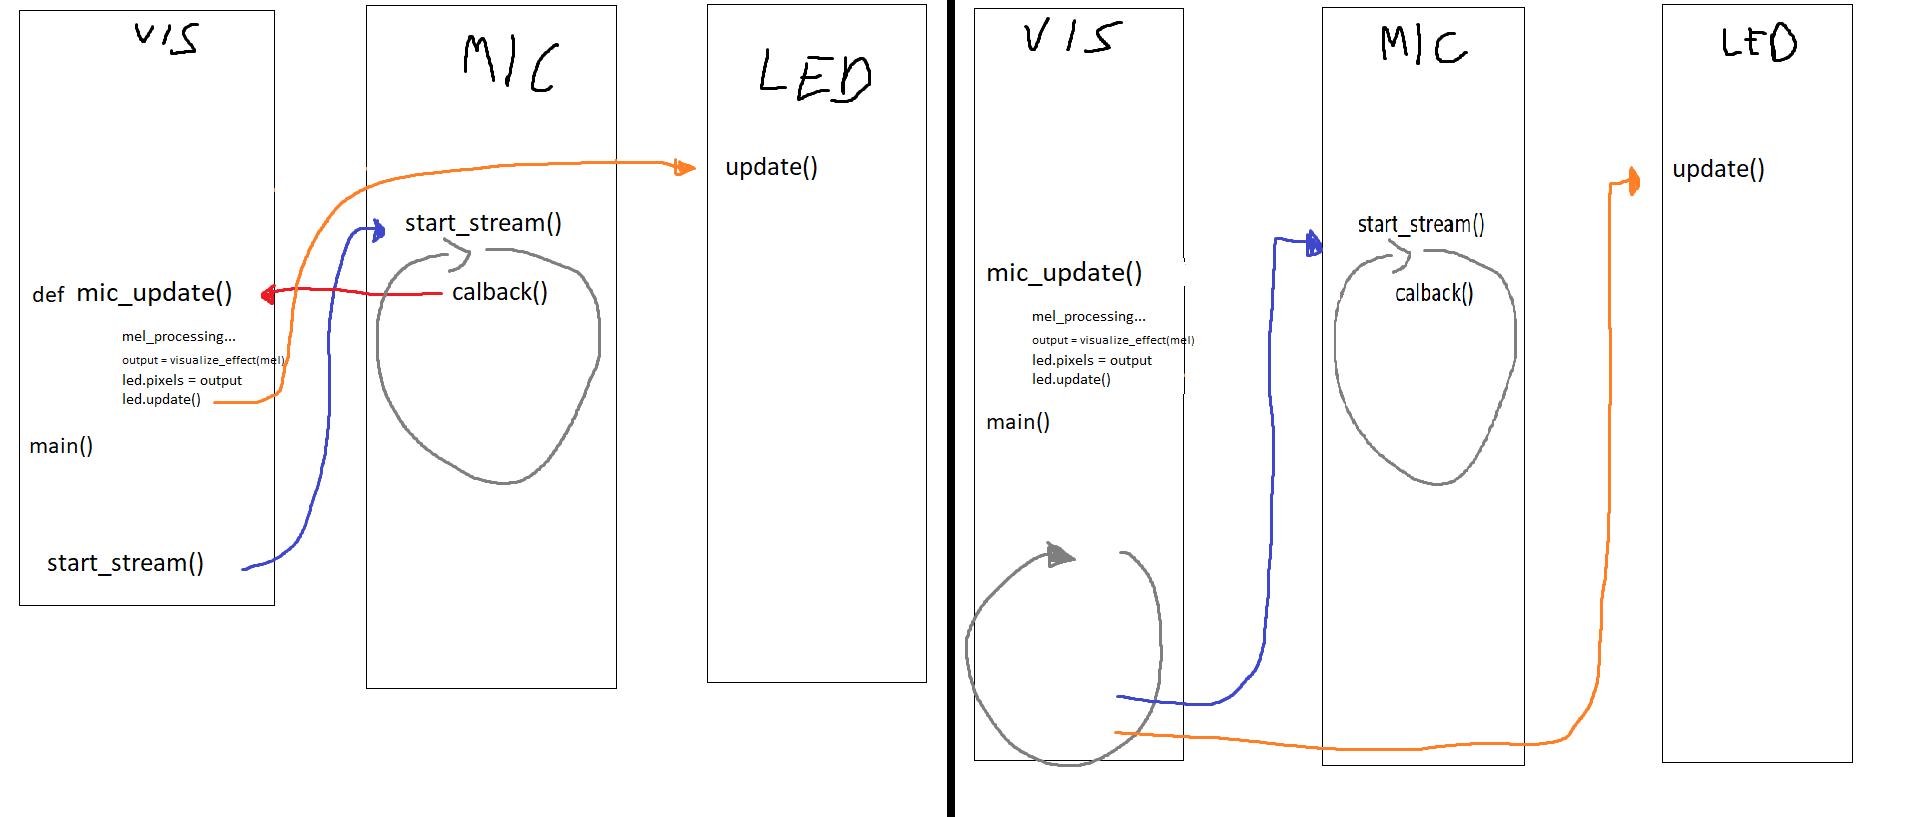 VIS
MIC
LED
update()
start_stream()
def mic_update()
calback()
mel_processing...
output = visualize_effect(mel)
led.pixels = output
led.update()
main()
start_stream()
VIS
MIC
LED
update()
start_stream()
mic_update()
calback()
mel_processing...
output = visualize_effect(mel)
led.pixels = output
led.update()
main()